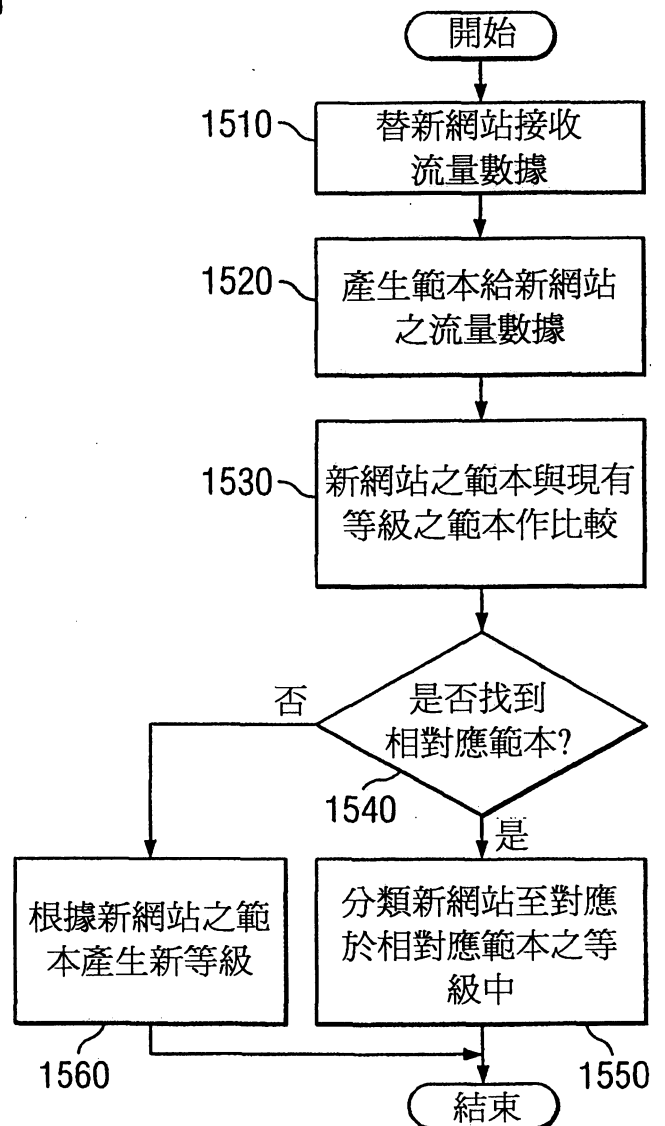 開始
1510
替新網站接收
流量數據
1520
產生範本給新網站
之流量數據
1530
新網站之範本與現有
等級之範本作比較
否
是否找到
相對應範本?
1540
是
根據新網站之範
本產生新等級
分類新網站至對應
於相對應範本之等
級中
1560
1550
結束